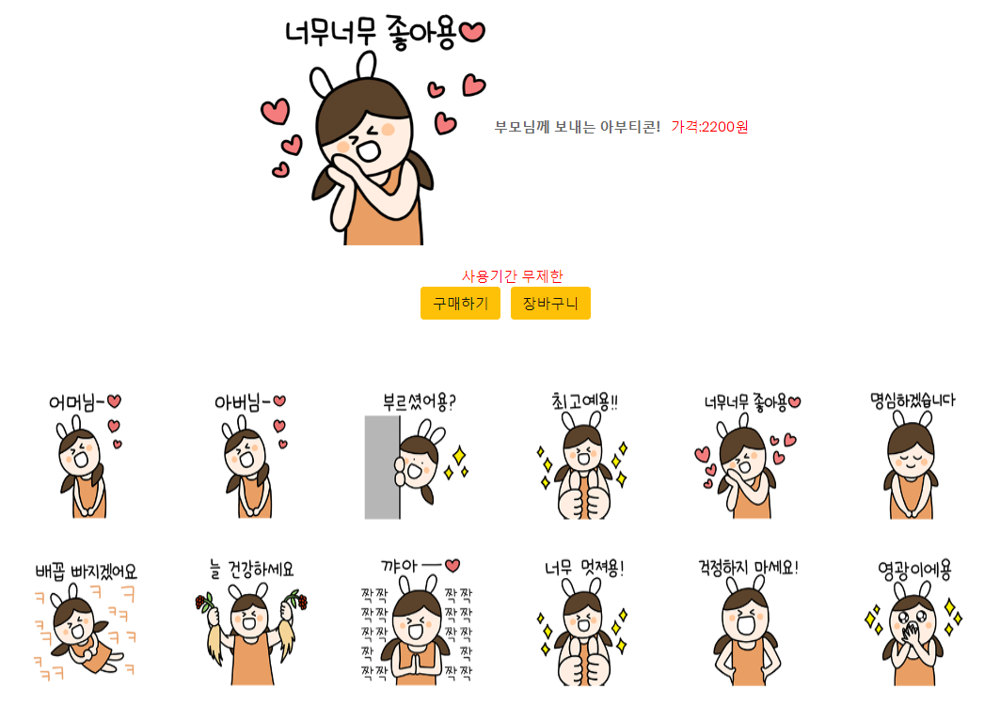 너무너무 좋아용
부모님께 보내는 아부티콘! 가격:2200원
사용기간 무제한
구매하기 장바구니
어머님~
아버님~
부르셨어용?
최고예용!!
너무너무 좋아용
명심하겠습니다
배꼽 빠지겠어요
ㅋ ㅋ ㅋ
ㅋ
ㅋ ㅋ ㅋ
ㅋㅋ ㅋ
늘 건강하세요
꺄아ㅡ
짝짝 짝짝
짝짝 짝짝
짝짝 짝짝
짝 짝
짝짝 짝짝
너무 멋져용!
걱정하지 마세요!
영광이에용